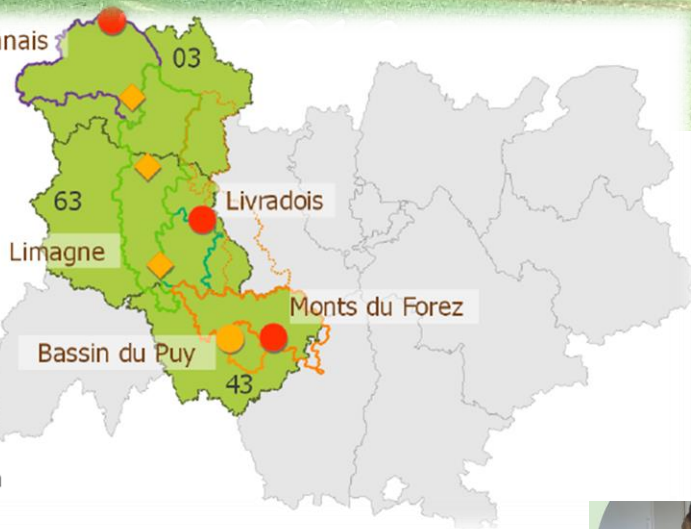 nais
03
63
Livradois
Limagne
Monts du Forez
Bassin du Puy
43